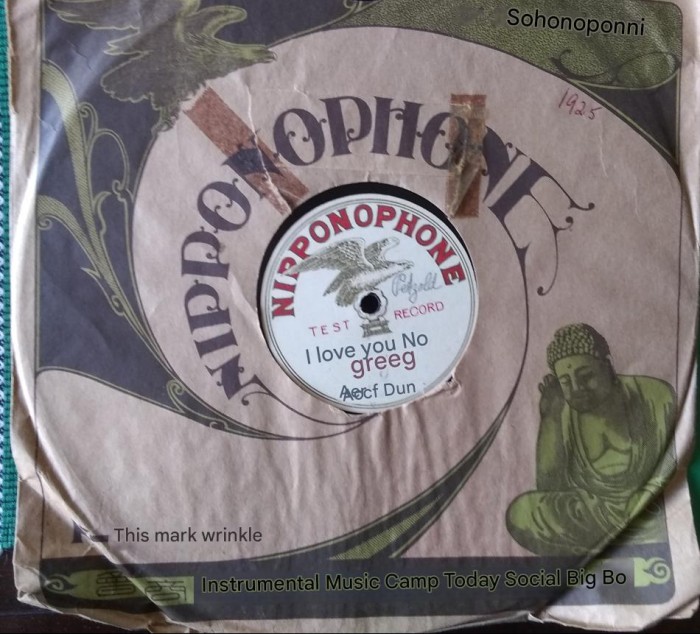 Sohonoponni
1925
NIPPONOPHONE
NIPPONOPHONE
Petzold
TEST RECORD
I love you No
greeg
Dun
This mark wrinkle
Instrumental Music Camp Today Social Big Bo